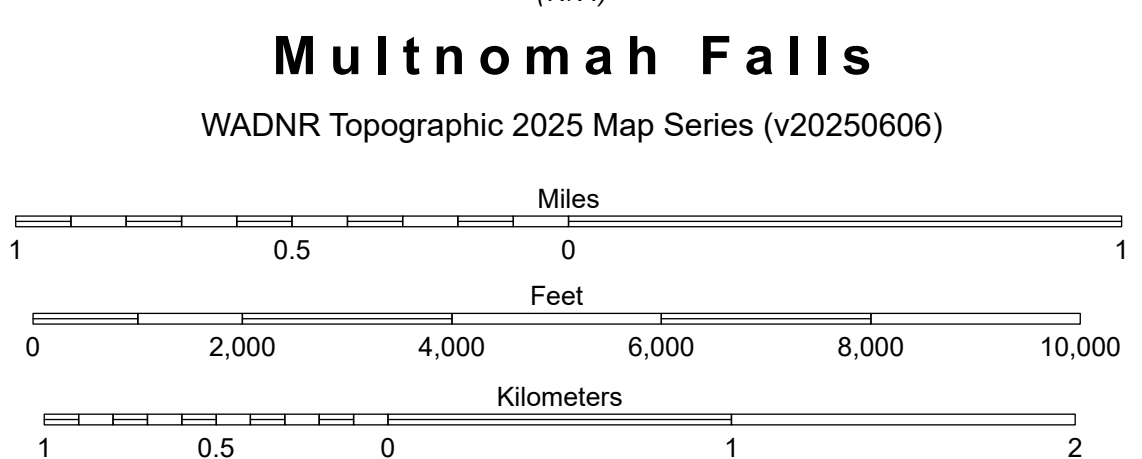 Multnomah Falls
WADNR Topographic 2025 Map Series (v20250606)
Miles
1 0.5 0 1
Feet
0 2,000 4,000 6,000 8,000 10,000
Kilometers
1 0.5 0 1 2